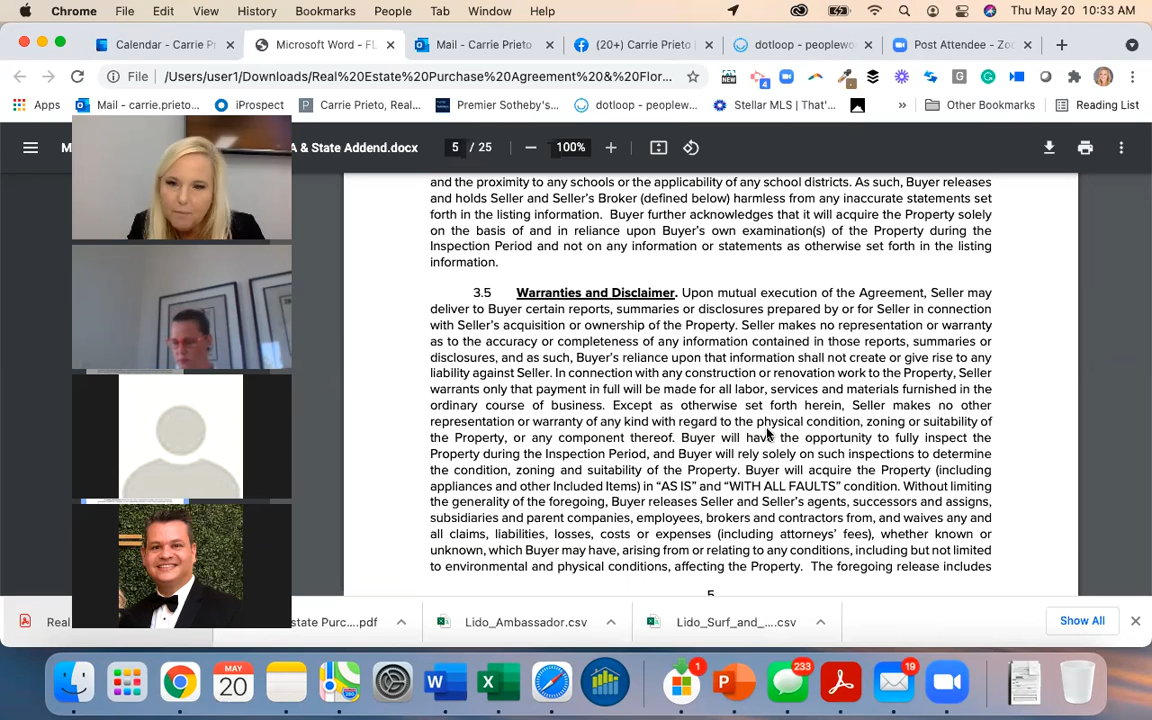 Chrome File Edit View History Bookmarks People Tab Window Help Thu May 20 10:33 AM
Calendar - Carrie Pr
Microsoft Word - FL
Mail - Carrie Prieto
(20+) Carrie Prieto
dotloop - peoplewo
Post Attendee - Zoo
File /Users/user1/Downloads/Real%20Estate%20Purchase%20Agreement%20&%20Flor...
NEW
4
Apps Mail - carrie.prieto... iProspect Carrie Prieto, Real... Premier Sotheby's... dotloop - peoplew... Stellar MLS | That'... » Other Bookmarks Reading List
A & State Addend.docx 5 / 25 100%
and the proximity to any schools or the applicability of any school districts. As such, Buyer releases
and holds Seller and Seller's Broker (defined below) harmless from any inaccurate statements set
forth in the listing information. Buyer further acknowledges that it will acquire the Property solely
on the basis of and in reliance upon Buyer's own examination(s) of the Property during the
Inspection Period and not on any information or statements as otherwise set forth in the listing
information.
3.5 Warranties and Disclaimer. Upon mutual execution of the Agreement, Seller may
deliver to Buyer certain reports, summaries or disclosures prepared by or for Seller in connection
with Seller's acquisition or ownership of the Property. Seller makes no representation or warranty
as to the accuracy or completeness of any information contained in those reports, summaries or
disclosures, and as such, Buyer's reliance upon that information shall not create or give rise to any
liability against Seller. In connection with any construction or renovation work to the Property, Seller
warrants only that payment in full will be made for all labor, services and materials furnished in the
ordinary course of business. Except as otherwise set forth herein, Seller makes no other
representation or warranty of any kind with regard to the physical condition, zoning or suitability of
the Property, or any component thereof. Buyer will have the opportunity to fully inspect the
Property during the Inspection Period, and Buyer will rely solely on such inspections to determine
the condition, zoning and suitability of the Property. Buyer will acquire the Property (including
appliances and other Included Items) in "AS IS" and "WITH ALL FAULTS" condition. Without limiting
the generality of the foregoing, Buyer releases Seller and Seller's agents, successors and assigns,
subsidiaries and parent companies, employees, brokers and contractors from, and waives any and
all claims, liabilities, losses, costs or expenses (including attorneys' fees), whether known or
unknown, which Buyer may have, arising from or relating to any conditions, including but not limited
to environmental and physical conditions, affecting the Property. The foregoing release includes
5
Real
state Purc....pdf
Lido_Ambassador.csv
Lido_Surf_and_....csv
Show All
MAY
20
1
233
19